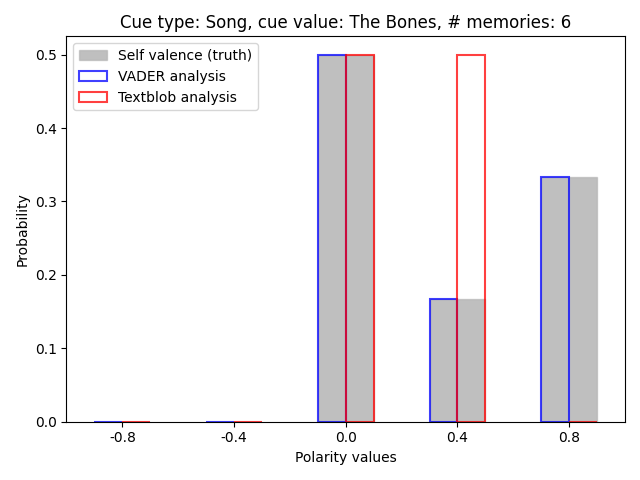 Cue type: Song, cue value: The Bones, # memories: 6
Self valence (truth)
VADER analysis
Textblob analysis
0.5
0.4
0.3
0.2
0.1
0.0
Probability
-0.8
-0.4
0.0
0.4
0.8
Polarity values